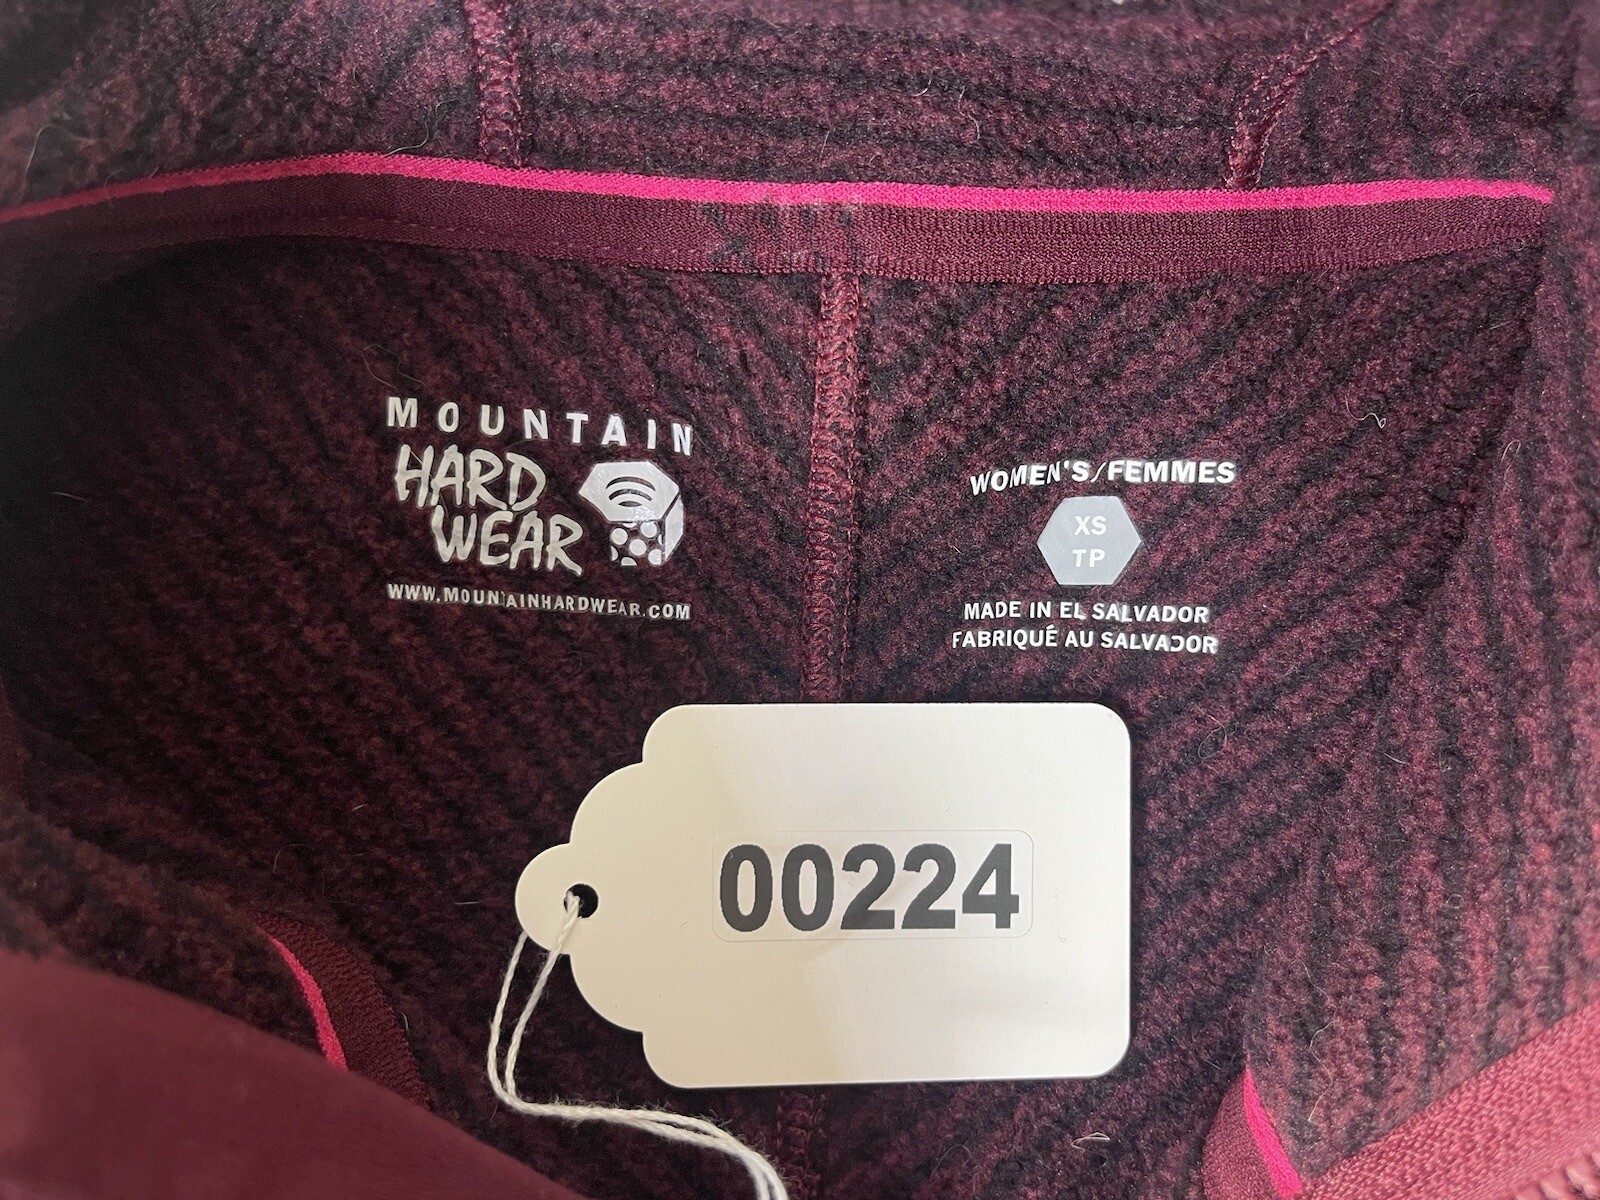 MOUNTAIN
HARD
WEAR
WWW.MOUNTAINHARDWEAR.COM
WOMEN'S/FEMMES
XS
TP
MADE IN EL SALVADOR
FABRIQUÉ AU SALVADOR
00224